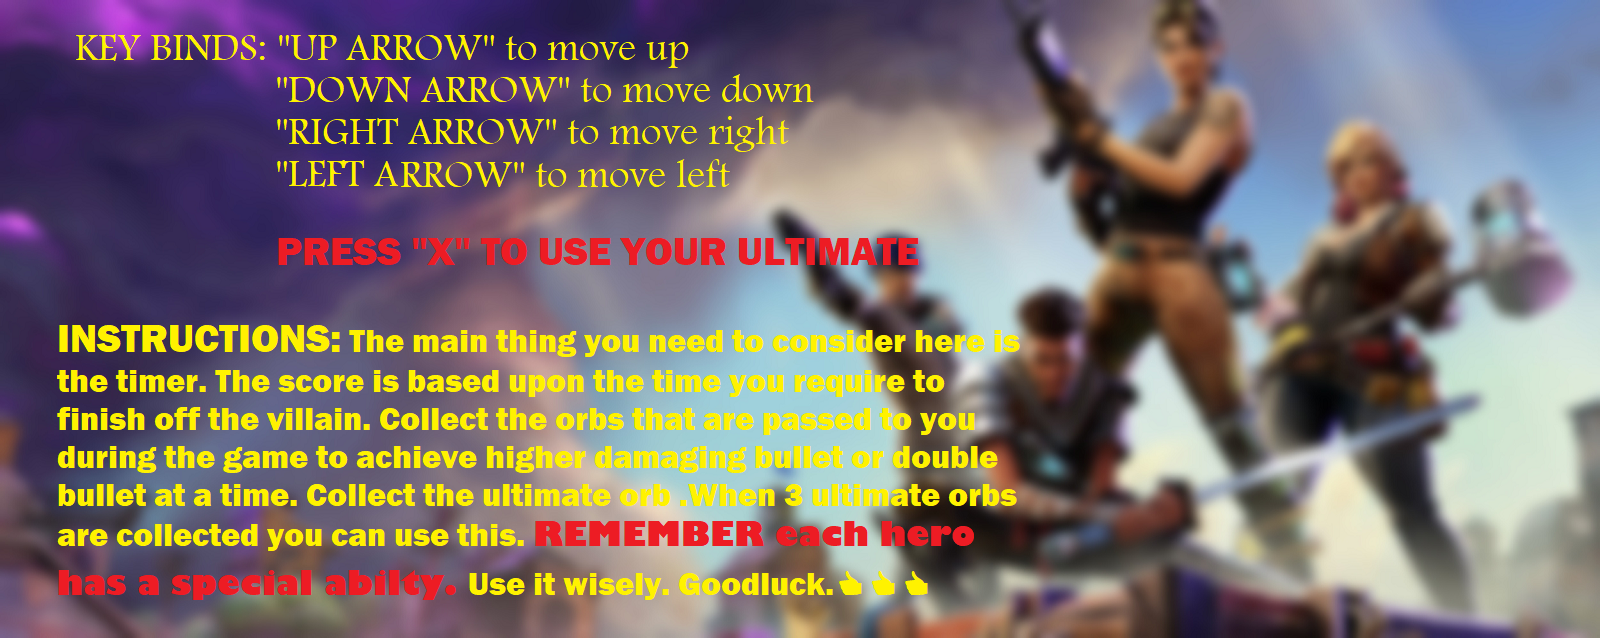 KEY BINDS: "UP ARROW" to move up
"DOWN ARROW" to move down
"RIGHT ARROW" to move right
"LEFT ARROW" to move left
PRESS "X" TO USE YOUR ULTIMATE
INSTRUCTIONS: The main thing you need to consider here is
the timer. The score is based upon the time you require to
finish off the villain. Collect the orbs that are passed to you
during the game to achieve higher damaging bullet or double
bullet at a time. Collect the ultimate orb .When 3 ultimate orbs
are collected you can use this. REMEMBER each hero
has a special abilty. Use it wisely. Goodluck.👍👍👍